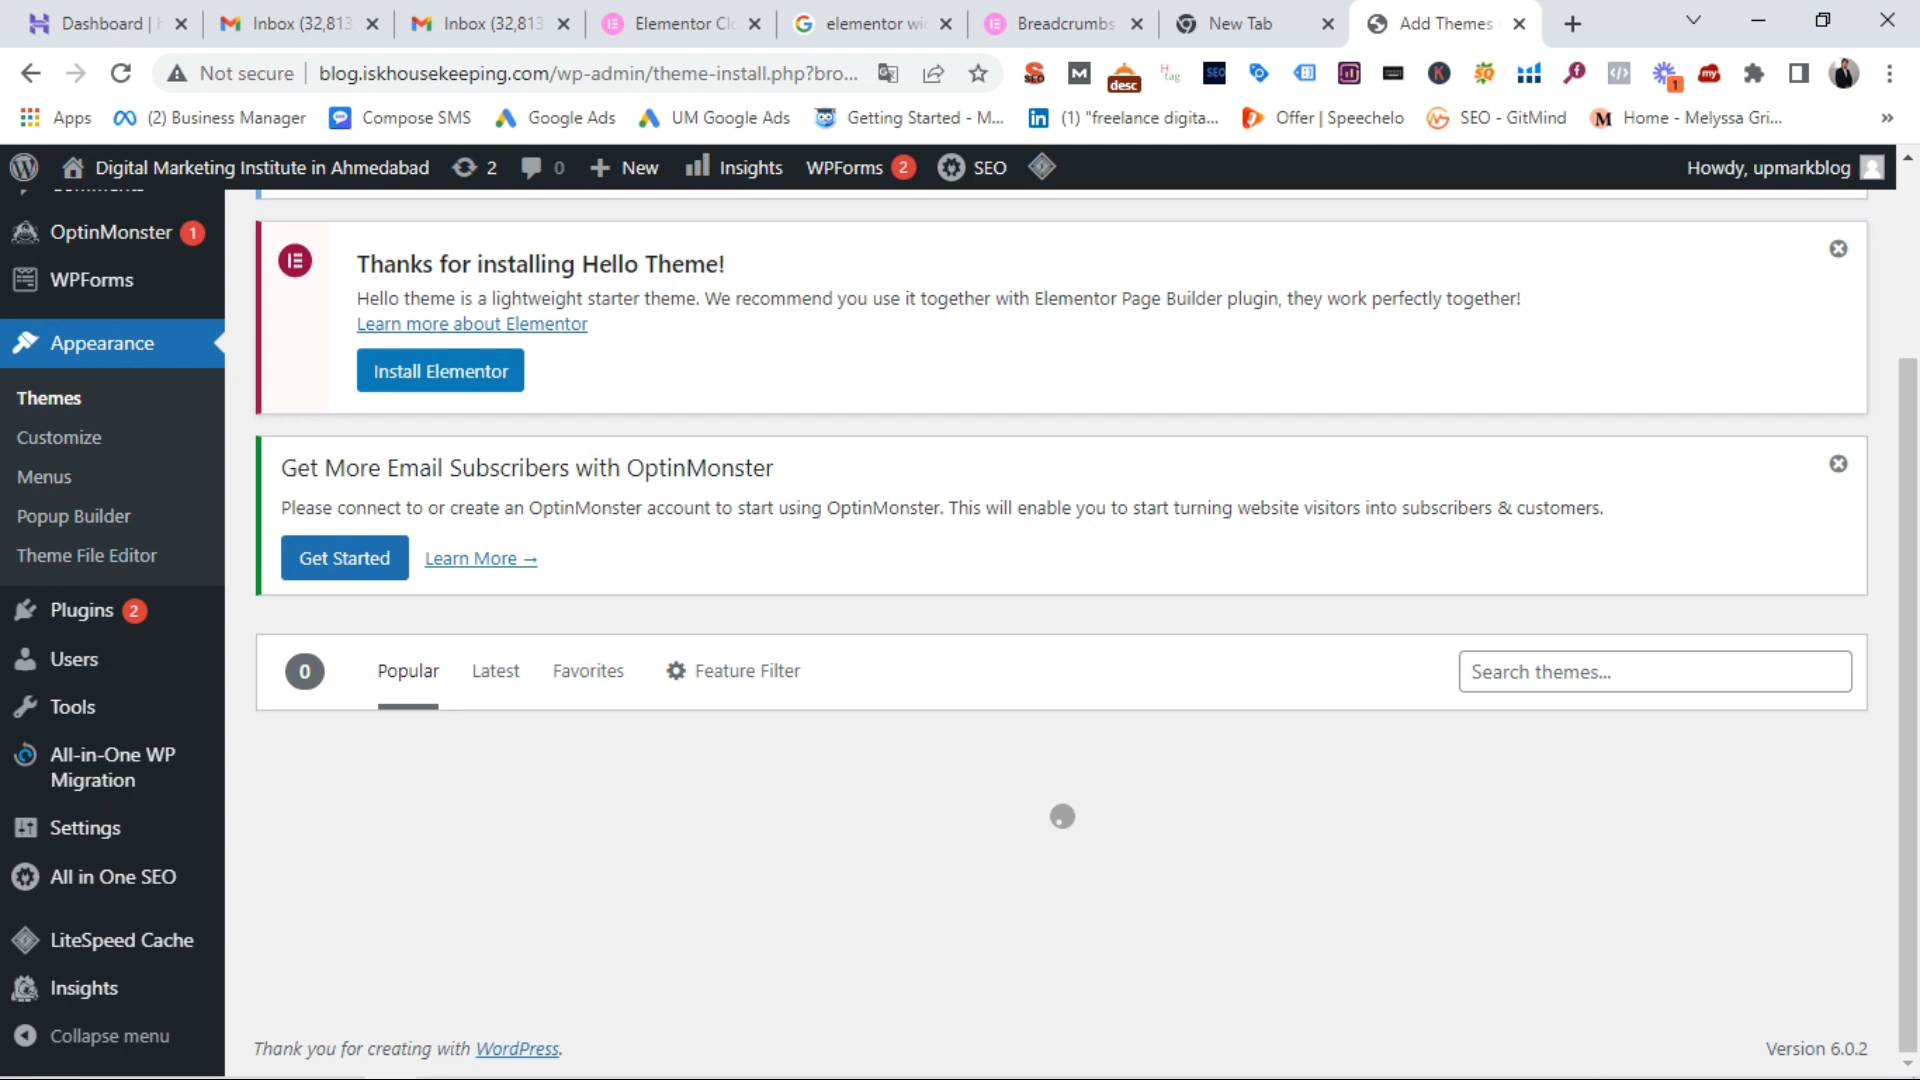 Dashboard | h
Inbox (32,813
Inbox (32,813
Elementor Clo
elementor wi
Breadcrumbs
New Tab
Add Themes
Not secure
blog.iskhousekeeping.com/wp-admin/theme-install.php?bro...
SEO
desc
H
tag
SEO
1
my
Apps
(2) Business Manager
Compose SMS
Google Ads
UM Google Ads
Getting Started - M...
(1) "freelance digita...
Offer | Speechelo
SEO - GitMind
Home - Melyssa Gri...
»
Digital Marketing Institute in Ahmedabad
2
0
New
Insights
WPForms 2
SEO
Howdy, upmarkblog
Comments
OptinMonster 1
WPForms
Appearance
Themes
Customize
Menus
Popup Builder
Theme File Editor
Plugins 2
Users
Tools
All-in-One WP
Migration
Settings
All in One SEO
LiteSpeed Cache
Insights
Collapse menu
Thanks for installing Hello Theme!
Hello theme is a lightweight starter theme. We recommend you use it together with Elementor Page Builder plugin, they work perfectly together!
Learn more about Elementor
Install Elementor
Get More Email Subscribers with OptinMonster
Please connect to or create an OptinMonster account to start using OptinMonster. This will enable you to start turning website visitors into subscribers & customers.
Get Started
Learn More →
0
Popular
Latest
Favorites
Feature Filter
Search themes...
Thank you for creating with WordPress.
Version 6.0.2